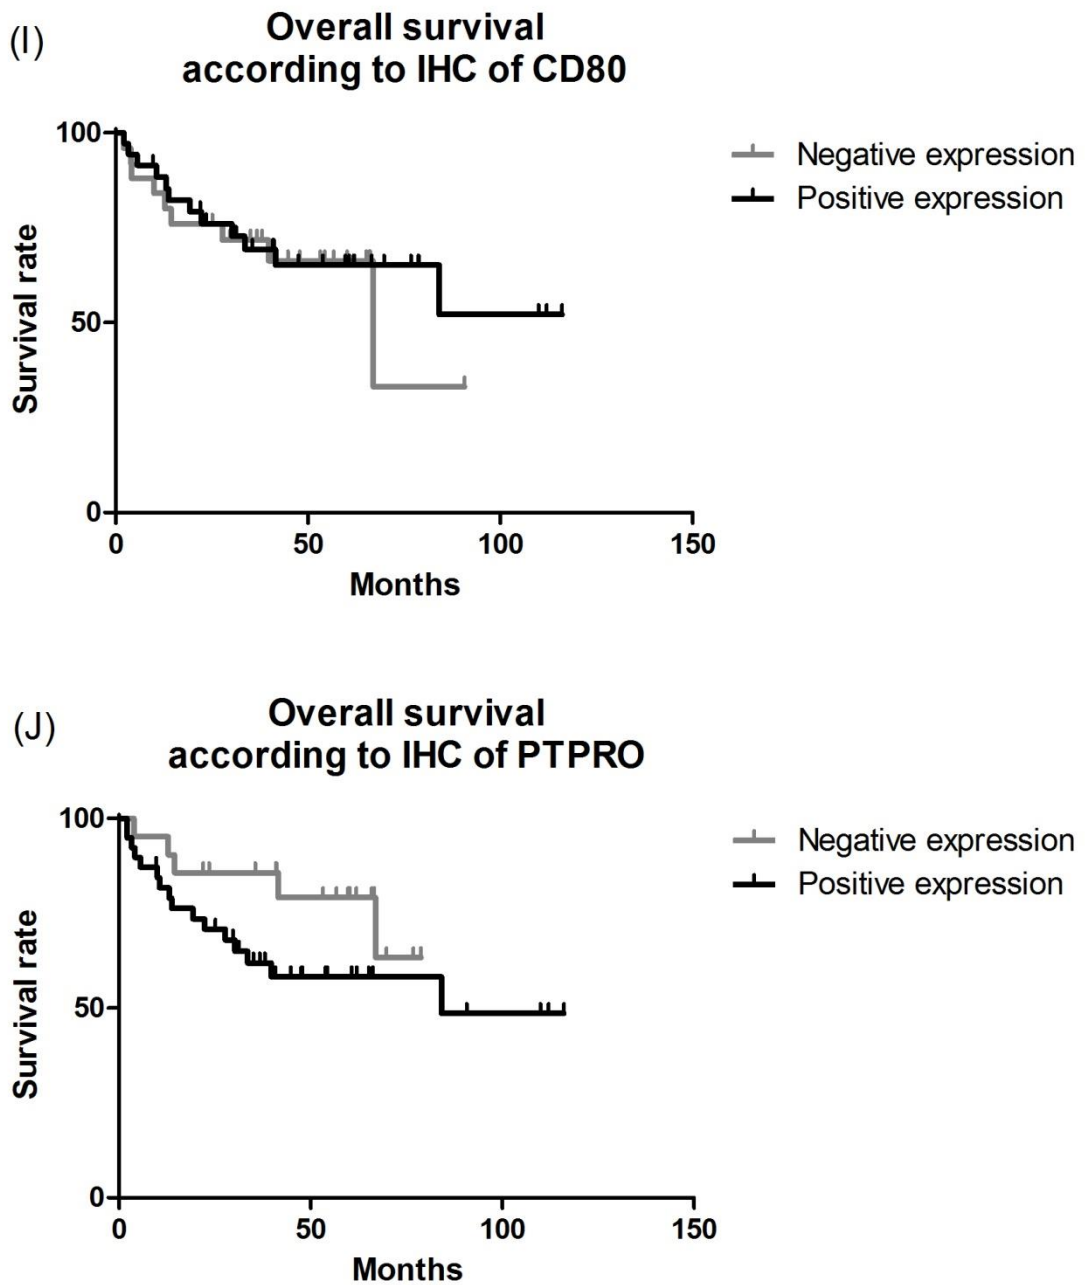 (I)
Overall survival
according to IHC of CD80
100
50
0
Survival rate
0 50 100 150
Months
Negative expression
Positive expression
(J)
Overall survival
according to IHC of PTPRO
100
50
0
Survival rate
0 50 100 150
Months
Negative expression
Positive expression